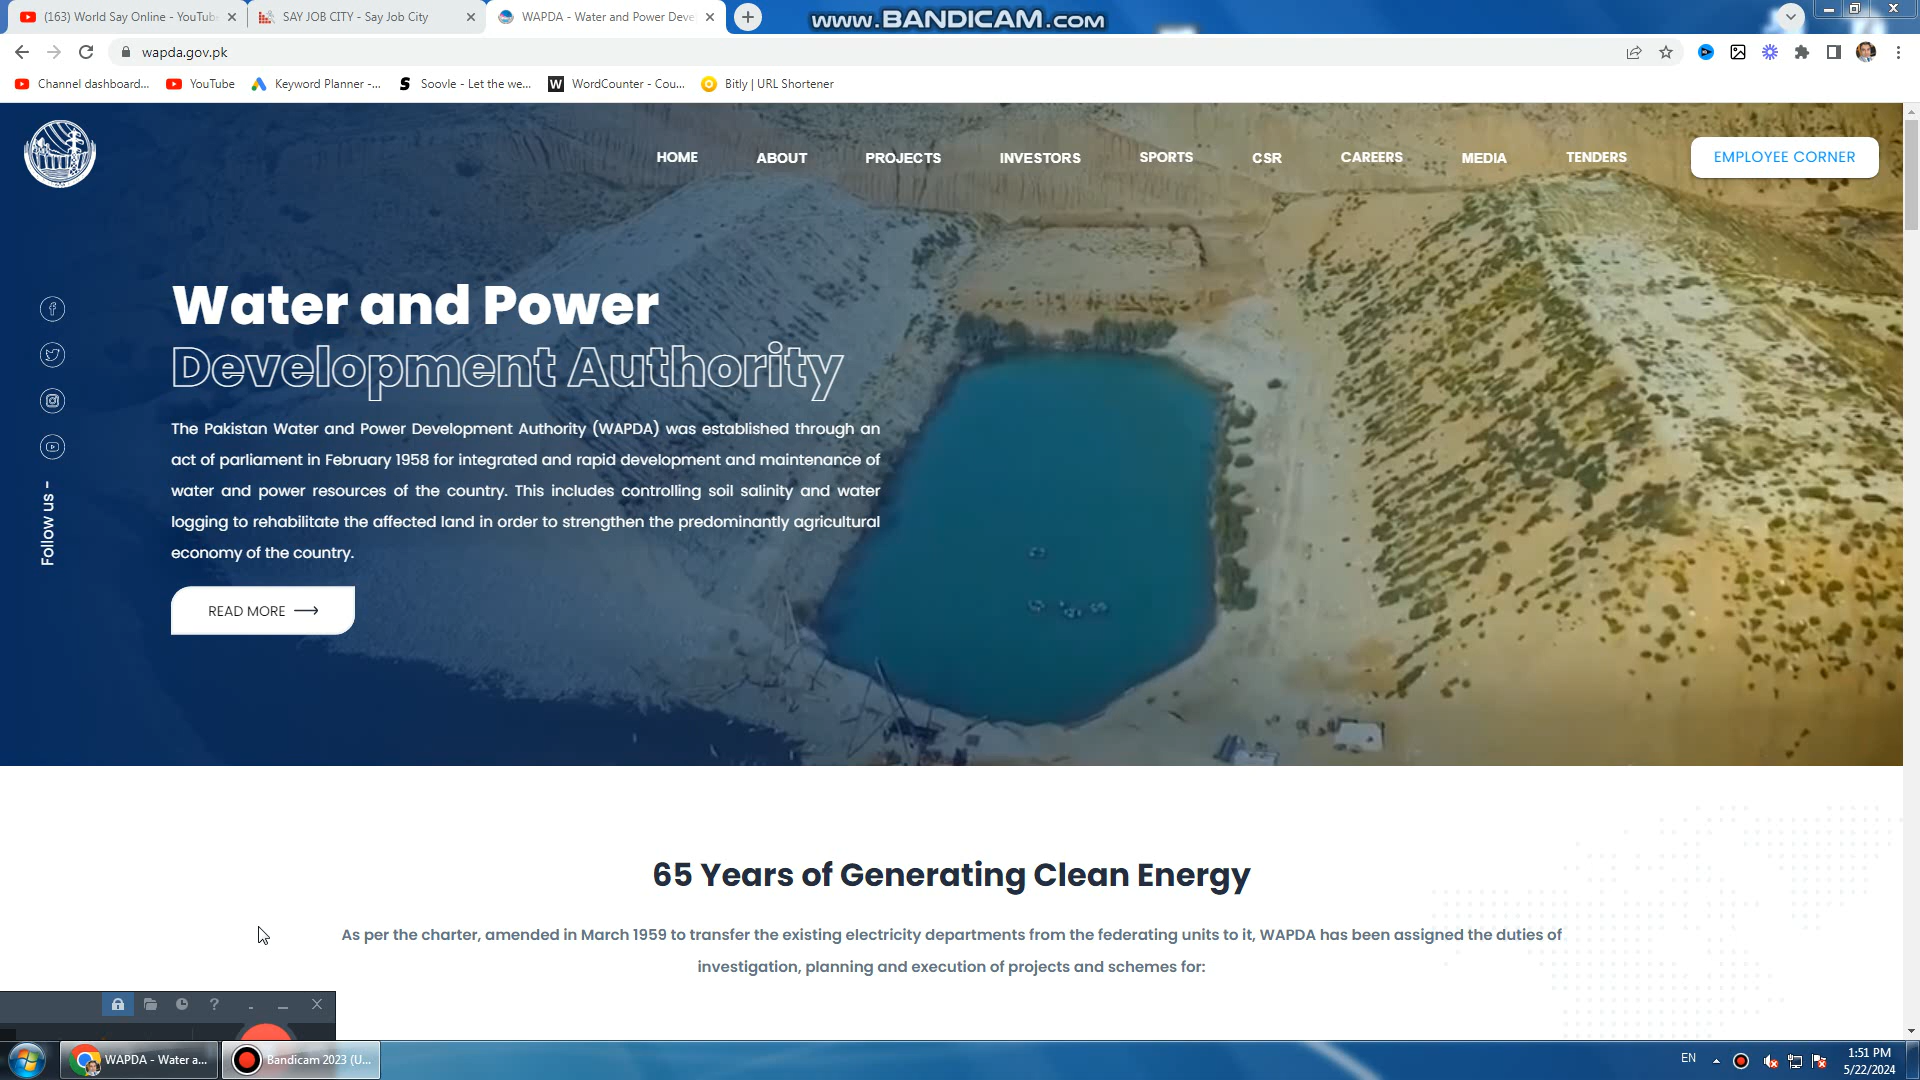 (163) World Say Online - YouTube
SAY JOB CITY - Say Job City
WAPDA - Water and Power Deve
www.BANDICAM.com
wapda.gov.pk
Channel dashboard...
YouTube
Keyword Planner -...
Soovle - Let the we...
WordCounter - Cou...
Bitly | URL Shortener
HOME
ABOUT
PROJECTS
INVESTORS
SPORTS
CSR
CAREERS
MEDIA
TENDERS
EMPLOYEE CORNER
Water and Power
Development Authority
The Pakistan Water and Power Development Authority (WAPDA) was established through an
act of parliament in February 1958 for integrated and rapid development and maintenance of
water and power resources of the country. This includes controlling soil salinity and water
logging to rehabilitate the affected land in order to strengthen the predominantly agricultural
economy of the country.
READ MORE
Follow us -
65 Years of Generating Clean Energy
As per the charter, amended in March 1959 to transfer the existing electricity departments from the federating units to it, WAPDA has been assigned the duties of
investigation, planning and execution of projects and schemes for:
WAPDA - Water a...
Bandicam 2023 (U...
EN
1:51 PM
5/22/2024